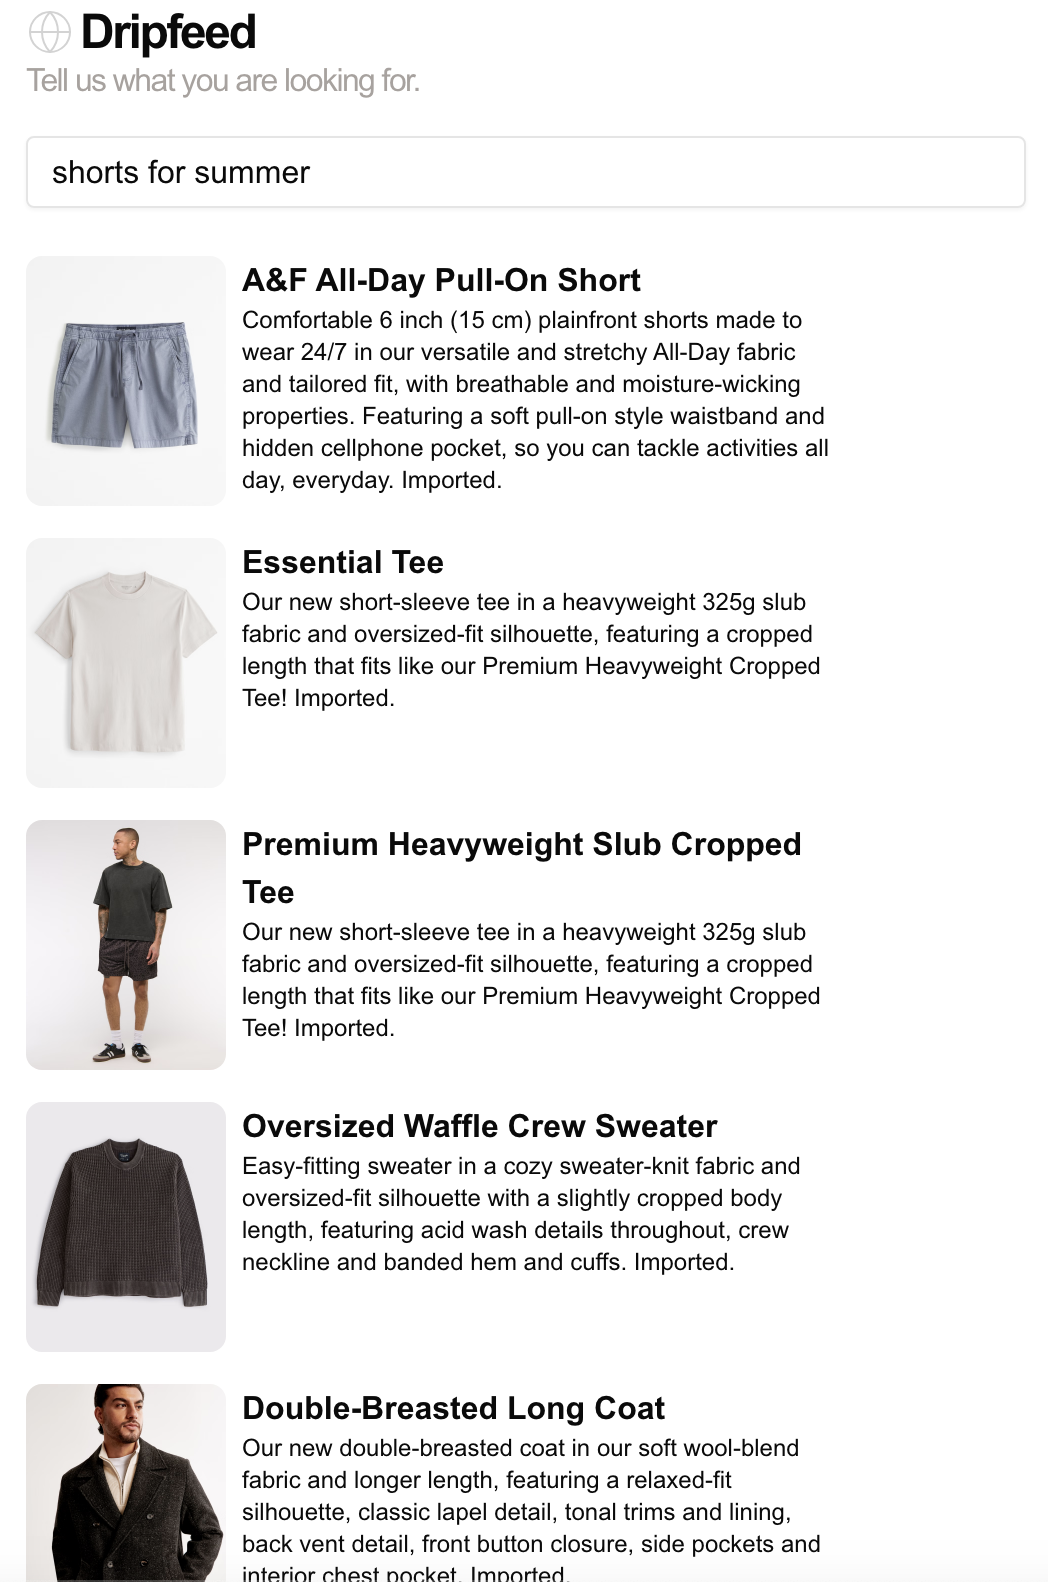 Dripfeed
Tell us what you are looking for.
shorts for summer
A&F All-Day Pull-On Short
Comfortable 6 inch (15 cm) plainfront shorts made to
wear 24/7 in our versatile and stretchy All-Day fabric
and tailored fit, with breathable and moisture-wicking
properties. Featuring a soft pull-on style waistband and
hidden cellphone pocket, so you can tackle activities all
day, everyday. Imported.
Essential Tee
Our new short-sleeve tee in a heavyweight 325g slub
fabric and oversized-fit silhouette, featuring a cropped
length that fits like our Premium Heavyweight Cropped
Tee! Imported.
Premium Heavyweight Slub Cropped
Tee
Our new short-sleeve tee in a heavyweight 325g slub
fabric and oversized-fit silhouette, featuring a cropped
length that fits like our Premium Heavyweight Cropped
Tee! Imported.
Oversized Waffle Crew Sweater
Easy-fitting sweater in a cozy sweater-knit fabric and
oversized-fit silhouette with a slightly cropped body
length, featuring acid wash details throughout, crew
neckline and banded hem and cuffs. Imported.
Double-Breasted Long Coat
Our new double-breasted coat in our soft wool-blend
fabric and longer length, featuring a relaxed-fit
silhouette, classic lapel detail, tonal trims and lining,
back vent detail, front button closure, side pockets and
interior chest pocket. Imported.